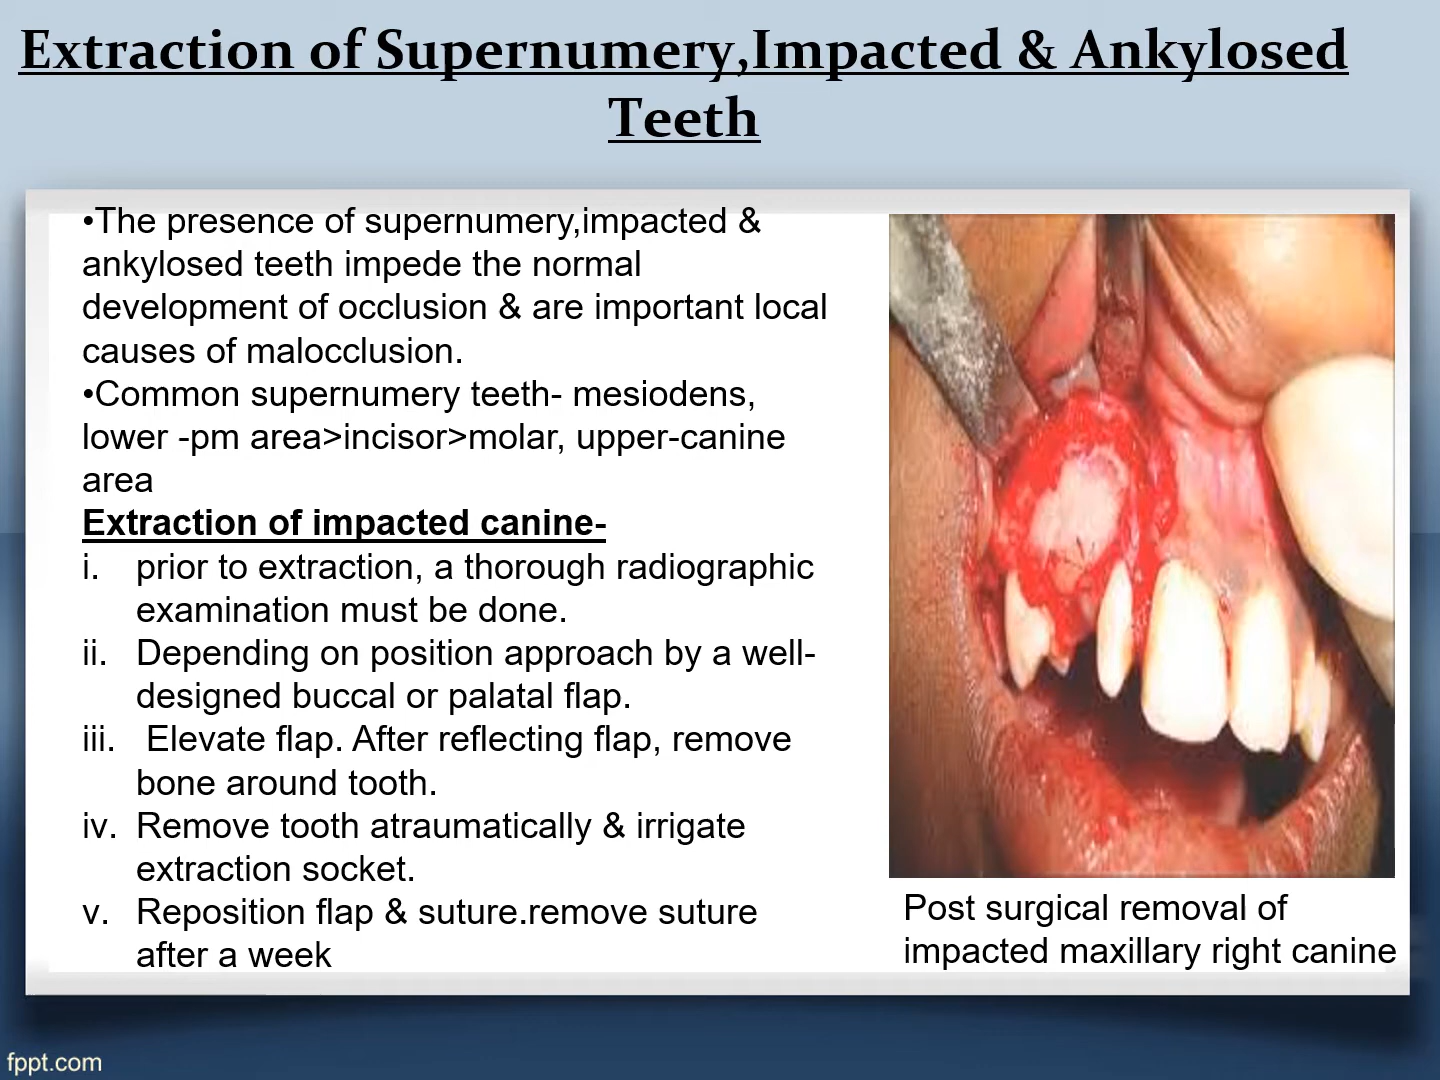 Extraction of Supernumery,Impacted & Ankylosed
Teeth
•The presence of supernumery,impacted &
ankylosed teeth impede the normal
development of occlusion & are important local
causes of malocclusion.
•Common supernumery teeth- mesiodens,
lower -pm area>incisor>molar, upper-canine
area
Extraction of impacted canine-
i. prior to extraction, a thorough radiographic
examination must be done.
ii. Depending on position approach by a well-
designed buccal or palatal flap.
iii. Elevate flap. After reflecting flap, remove
bone around tooth.
iv. Remove tooth atraumatically & irrigate
extraction socket.
v. Reposition flap & suture.remove suture
after a week
Post surgical removal of
impacted maxillary right canine
fppt.com